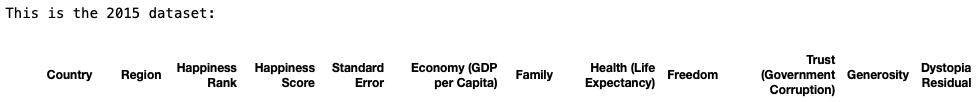 This is the 2015 dataset:
Country Region Happiness Rank Happiness Score Standard Error Economy (GDP per Capita) Family Health (Life Expectancy) Freedom Trust (Government Corruption) Generosity Dystopia Residual